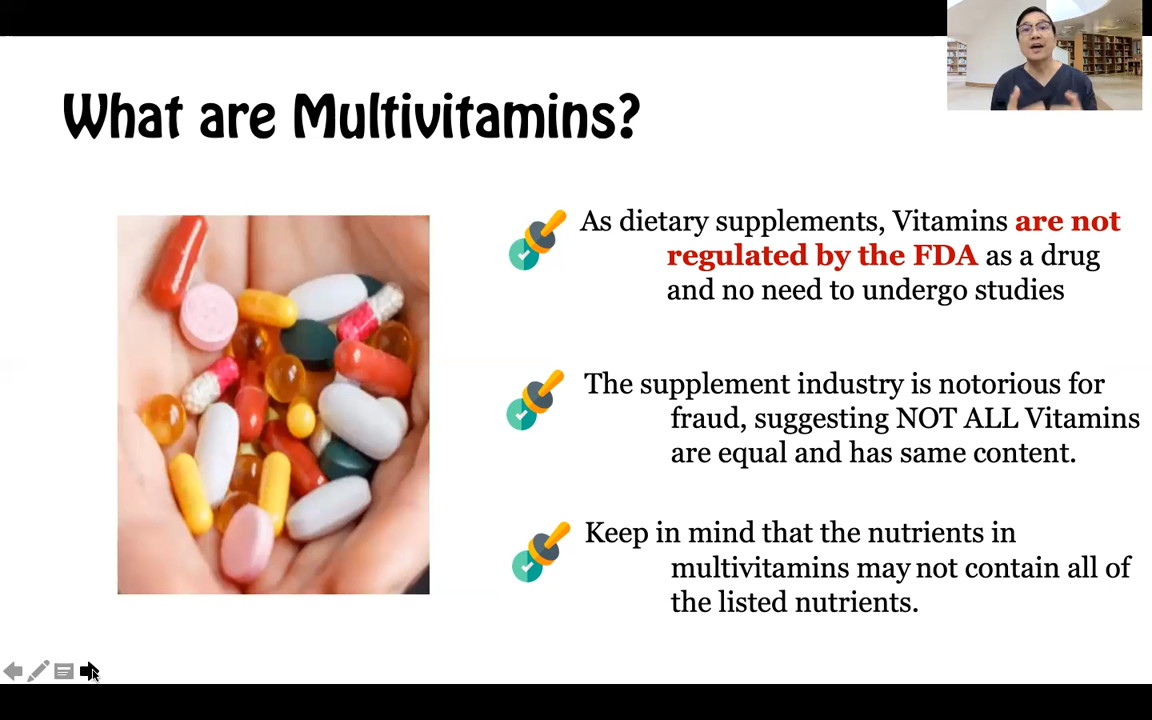 What are Multivitamins?
As dietary supplements, Vitamins are not
regulated by the FDA as a drug
and no need to undergo studies
The supplement industry is notorious for
fraud, suggesting NOT ALL Vitamins
are equal and has same content.
Keep in mind that the nutrients in
multivitamins may not contain all of
the listed nutrients.